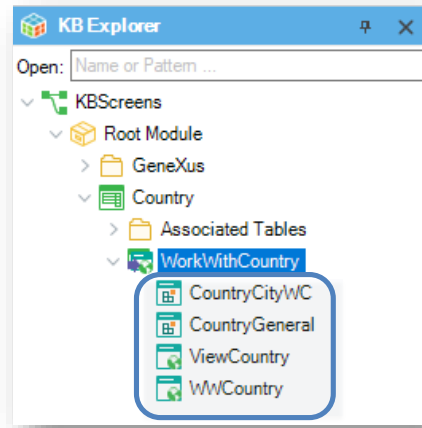 KB Explorer
Open: Name or Pattern ...
KBScreens
Root Module
GeneXus
Country
Associated Tables
WorkWithCountry
CountryCityWC
CountryGeneral
ViewCountry
WWCountry